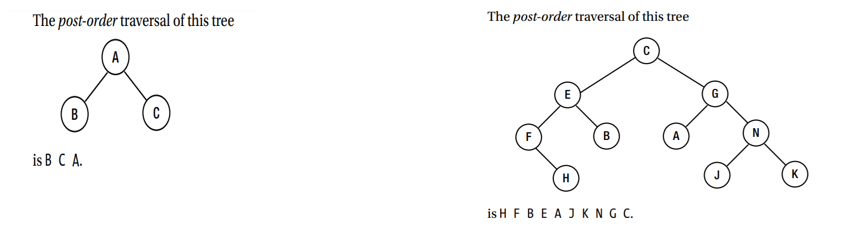 The post-order traversal of this tree
A
B
C
is B C A.
The post-order traversal of this tree
C
E
G
F
B
A
N
H
J
K
is H F B E A J K N G C.